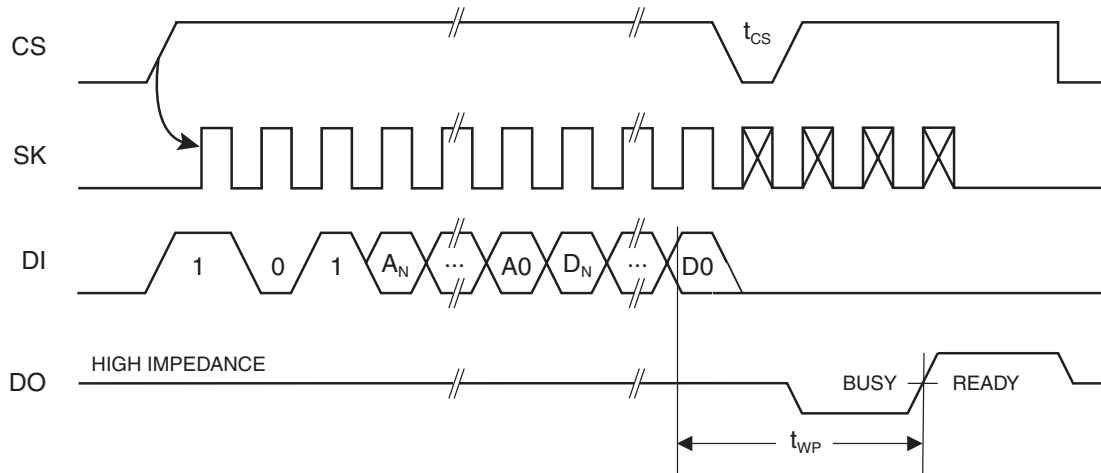 CS
t_CS
SK
DI
1 0 1 A_N ... A0 D_N ... D0
HIGH IMPEDANCE
DO
BUSY READY
t_WP